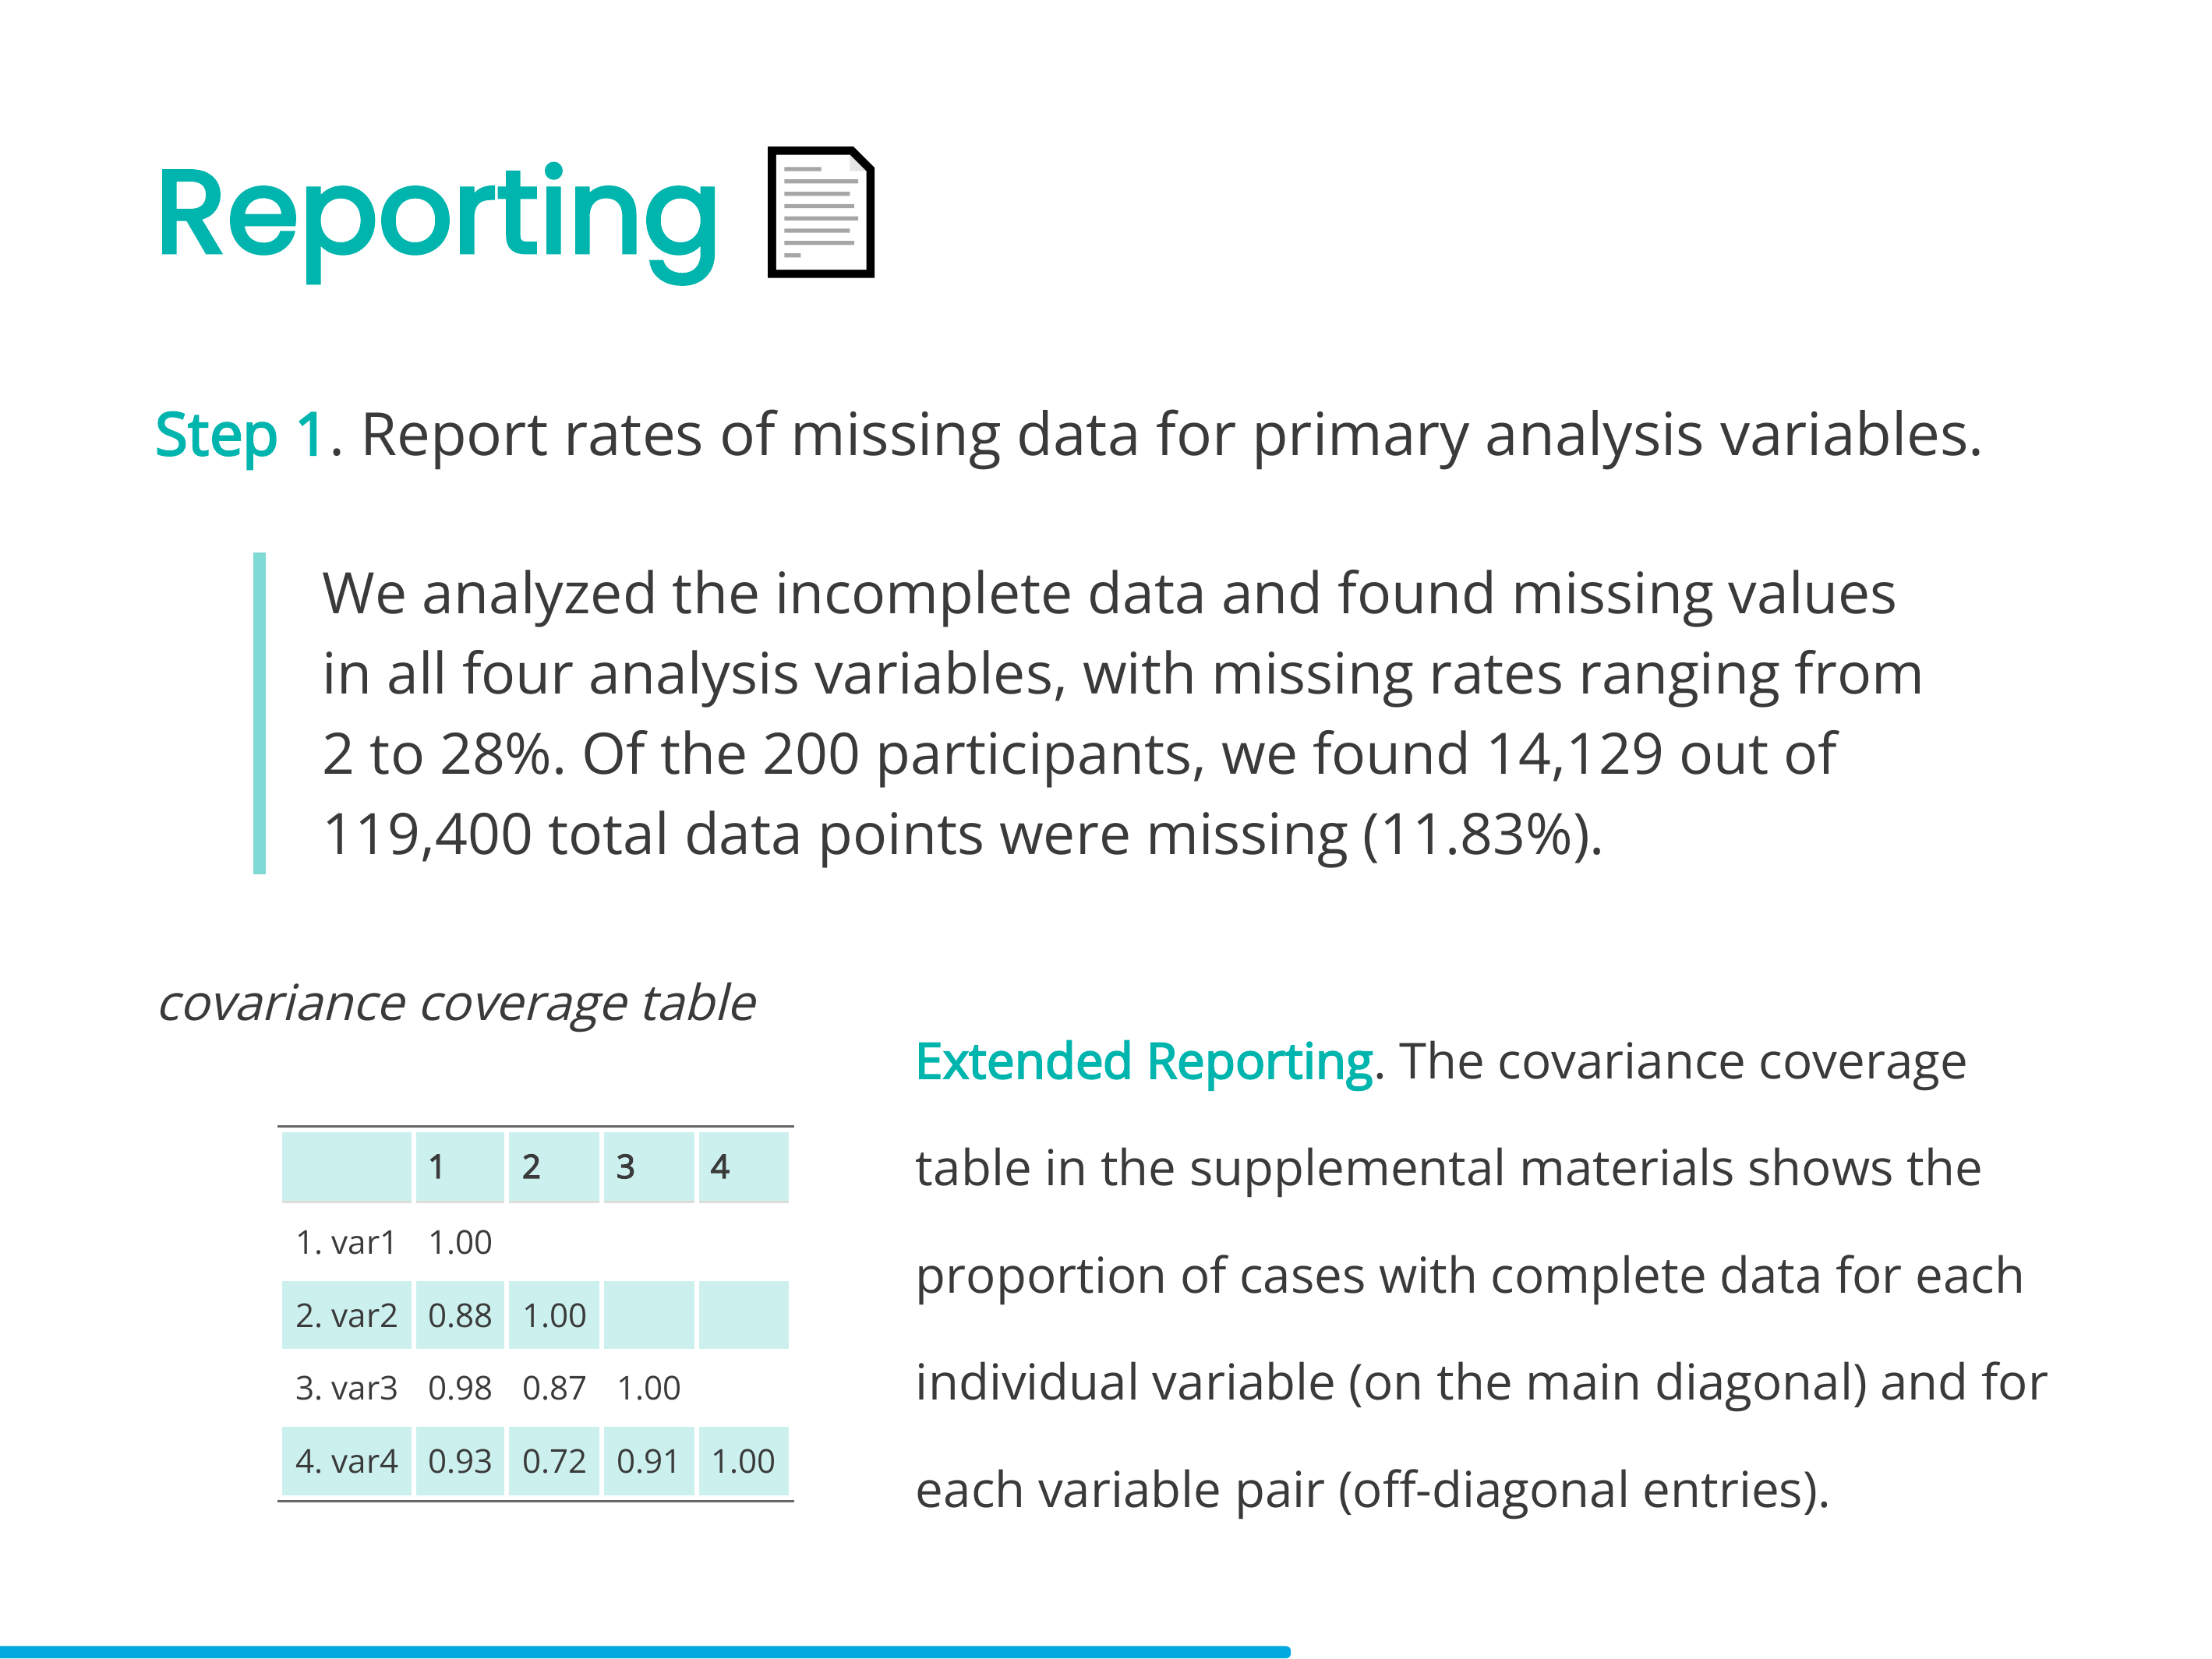 Reporting
Step 1. Report rates of missing data for primary analysis variables.
We analyzed the incomplete data and found missing values
in all four analysis variables, with missing rates ranging from
2 to 28%. Of the 200 participants, we found 14,129 out of
119,400 total data points were missing (11.83%).
covariance coverage table
1 2 3 4
1. var1 1.00
2. var2 0.88 1.00
3. var3 0.98 0.87 1.00
4. var4 0.93 0.72 0.91 1.00
Extended Reporting. The covariance coverage
table in the supplemental materials shows the
proportion of cases with complete data for each
individual variable (on the main diagonal) and for
each variable pair (off-diagonal entries).